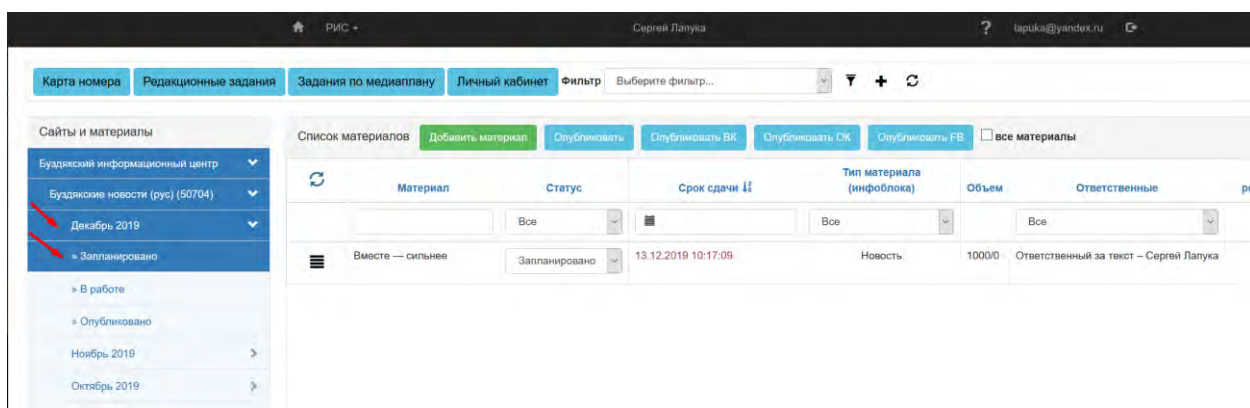 РИС
Сергей Лапука
? lapuka@yandex.ru
Карта номера Редакционные задания Задания по медиаплану Личный кабинет Фильтр Выберите фильтр...
Сайты и материалы
Список материалов Добавить материал Опубликовать Опубликовать ВК Опубликовать ОК Опубликовать FB все материалы
Буздякский информационный центр
Буздякские новости (рус) (50704)
Декабрь 2019
» Запланировано
» В работе
» Опубликовано
Ноябрь 2019
Октябрь 2019
Материал Статус Срок сдачи Тип материала (инфоблока) Объем Ответственные
Все Все Все
Вместе — сильнее Запланировано 13.12.2019 10:17:09 Новость 1000/0 Ответственный за текст – Сергей Лапука